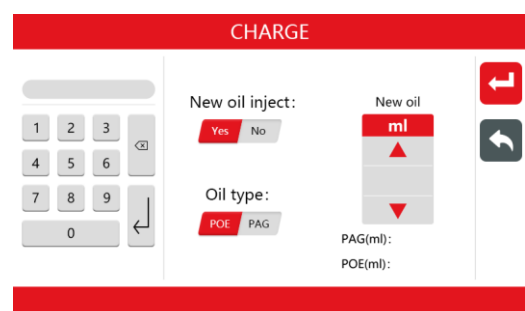 CHARGE
1 2 3
4 5 6
7 8 9
0
New oil inject:
Yes No
Oil type:
POE PAG
New oil
ml
PAG(ml):
POE(ml):